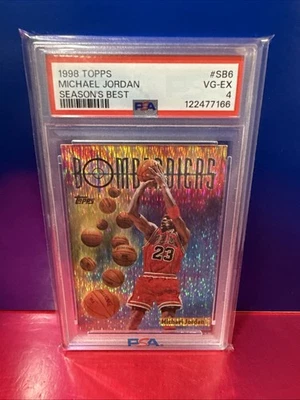 1998 TOPPS #SB6
MICHAEL JORDAN VG-EX
SEASON'S BEST 4
PSA 122477166
BOMBARDIERS
TOPPS
23
PSA